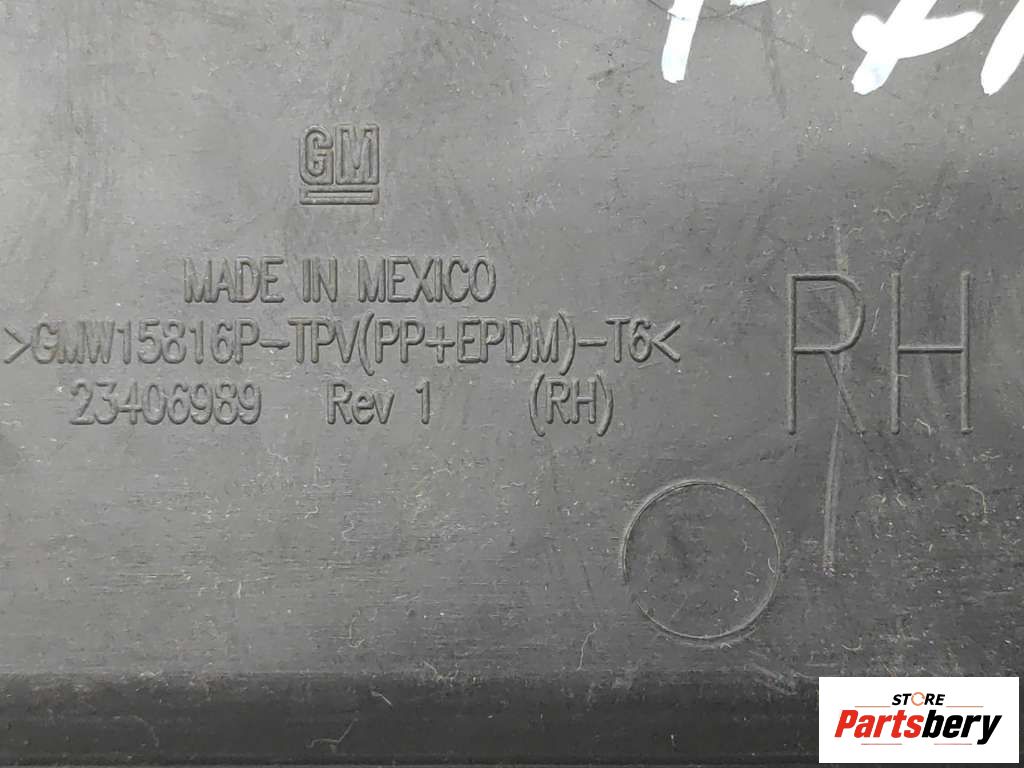 GM
MADE IN MEXICO
>GMW15816P-TPV(PP+EPDM)-T6<
23406989 Rev 1 (RH)
RH
STORE
Partsbery